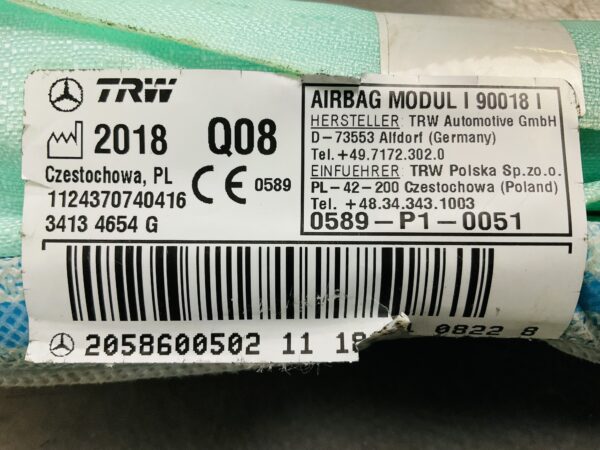 TRW
2018 Q08
Czestochowa, PL
CE 0589
1124370740416
3413 4654 G
AIRBAG MODUL I 90018 I
HERSTELLER: TRW Automotive GmbH
D-73553 Alfdorf (Germany)
Tel.+49.7172.302.0
EINFUEHRER: TRW Polska Sp.zo.o.
PL-42-200 Czestochowa (Poland)
Tel.+48.34.343.1003
0589-P1-0051
2058600502 11 18 0822 8